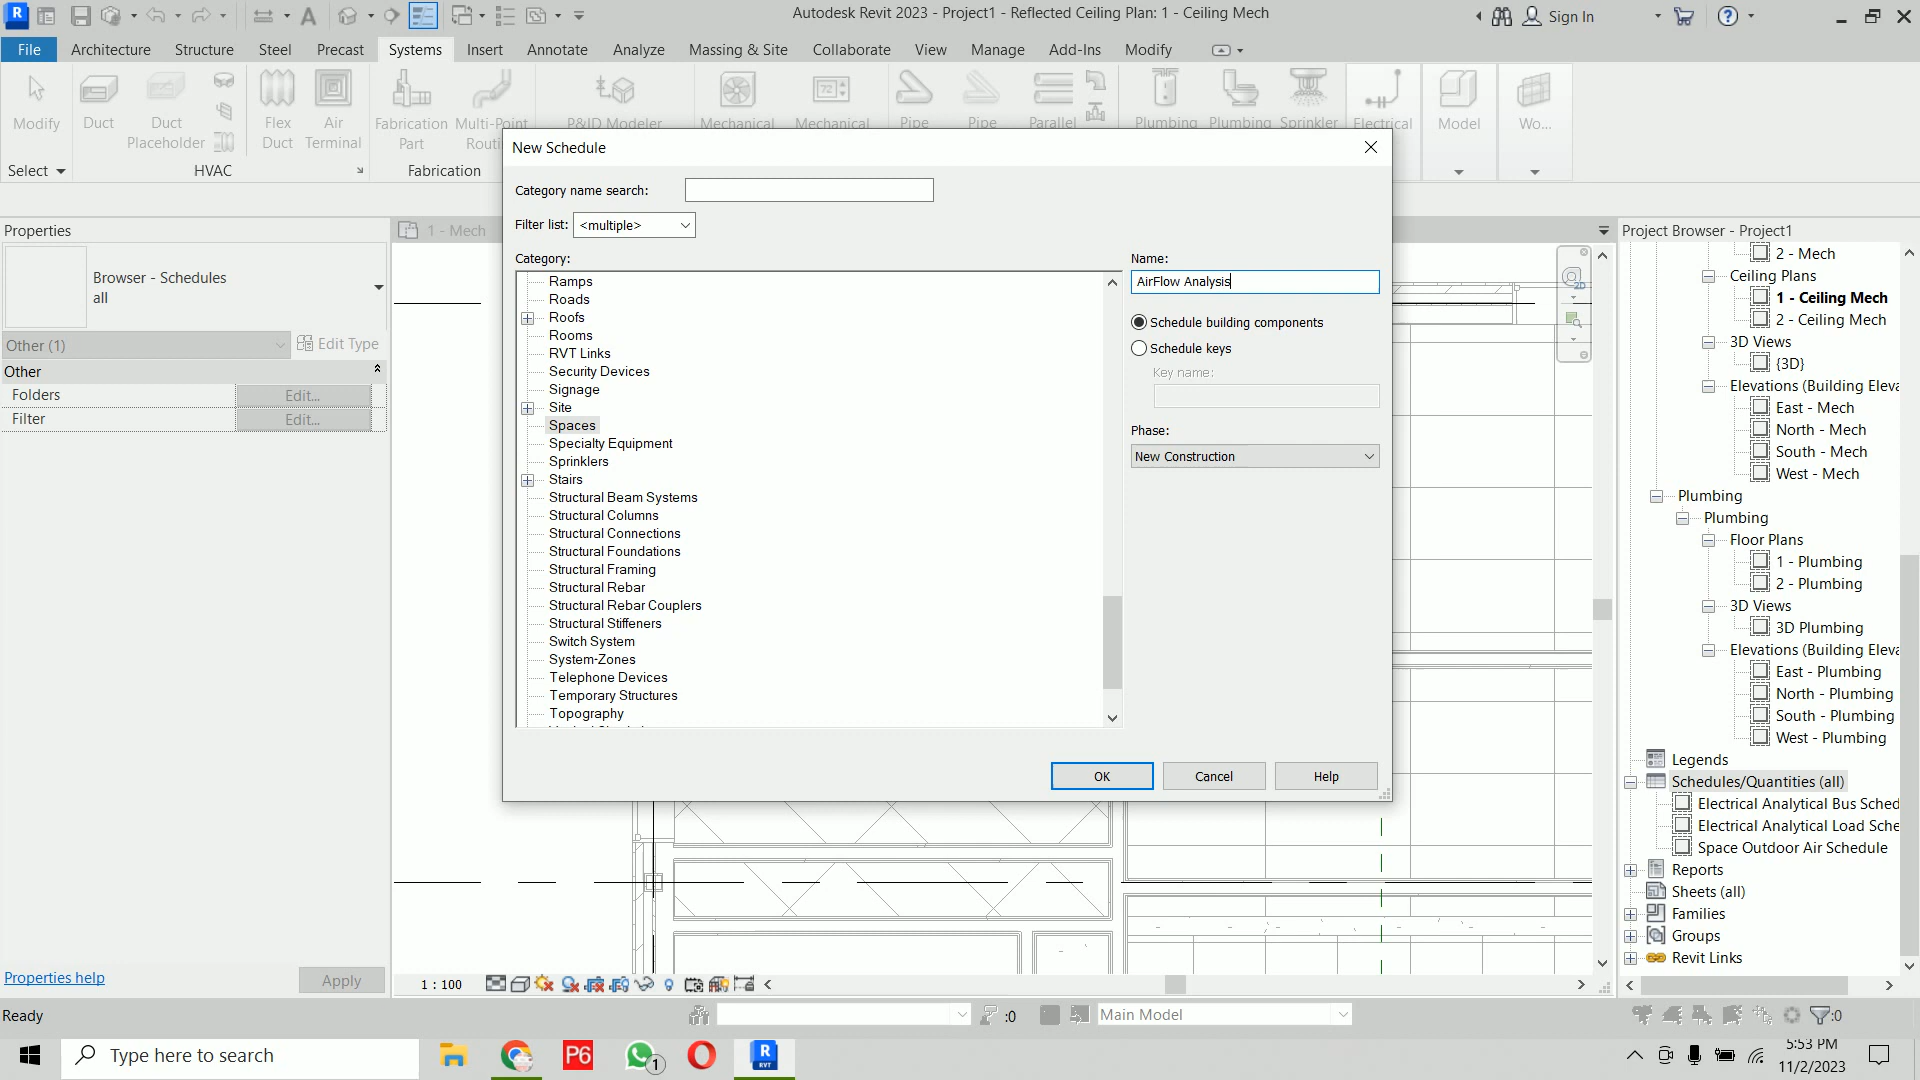 Autodesk Revit 2023 - Project1 - Reflected Ceiling Plan: 1 - Ceiling Mech
Sign In
File Architecture Structure Steel Precast Systems Insert Annotate Analyze Massing & Site Collaborate View Manage Add-Ins Modify
Modify
Duct
Duct Placeholder
Flex Duct
Air Terminal
Fabrication Part
Multi-Point
P&ID Modeler
Mechanical
Mechanical
Pipe
Pipe
Parallel
Plumbing
Plumbing
Sprinkler
Electrical
Model
Wo...
Select
HVAC
Fabrication
New Schedule
Category name search:
Filter list: <multiple>
Category:
Ramps
Roads
Roofs
Rooms
RVT Links
Security Devices
Signage
Site
Spaces
Specialty Equipment
Sprinklers
Stairs
Structural Beam Systems
Structural Columns
Structural Connections
Structural Foundations
Structural Framing
Structural Rebar
Structural Rebar Couplers
Structural Stiffeners
Switch System
System-Zones
Telephone Devices
Temporary Structures
Topography
Name:
AirFlow Analysis
Schedule building components
Schedule keys
Key name:
Phase:
New Construction
OK
Cancel
Help
Properties
Browser - Schedules
all
Other (1)
Edit Type
Other
Folders Edit...
Filter Edit...
Properties help
Apply
1 - Mech
1 : 100
Project Browser - Project1
2 - Mech
Ceiling Plans
1 - Ceiling Mech
2 - Ceiling Mech
3D Views
{3D}
Elevations (Building Eleva
East - Mech
North - Mech
South - Mech
West - Mech
Plumbing
Plumbing
Floor Plans
1 - Plumbing
2 - Plumbing
3D Views
3D Plumbing
Elevations (Building Eleva
East - Plumbing
North - Plumbing
South - Plumbing
West - Plumbing
Legends
Schedules/Quantities (all)
Electrical Analytical Bus Sched
Electrical Analytical Load Sche
Space Outdoor Air Schedule
Reports
Sheets (all)
Families
Groups
Revit Links
Ready
:0
Main Model
:0
Type here to search
P6
1
R
RVT
5:53 PM
11/2/2023